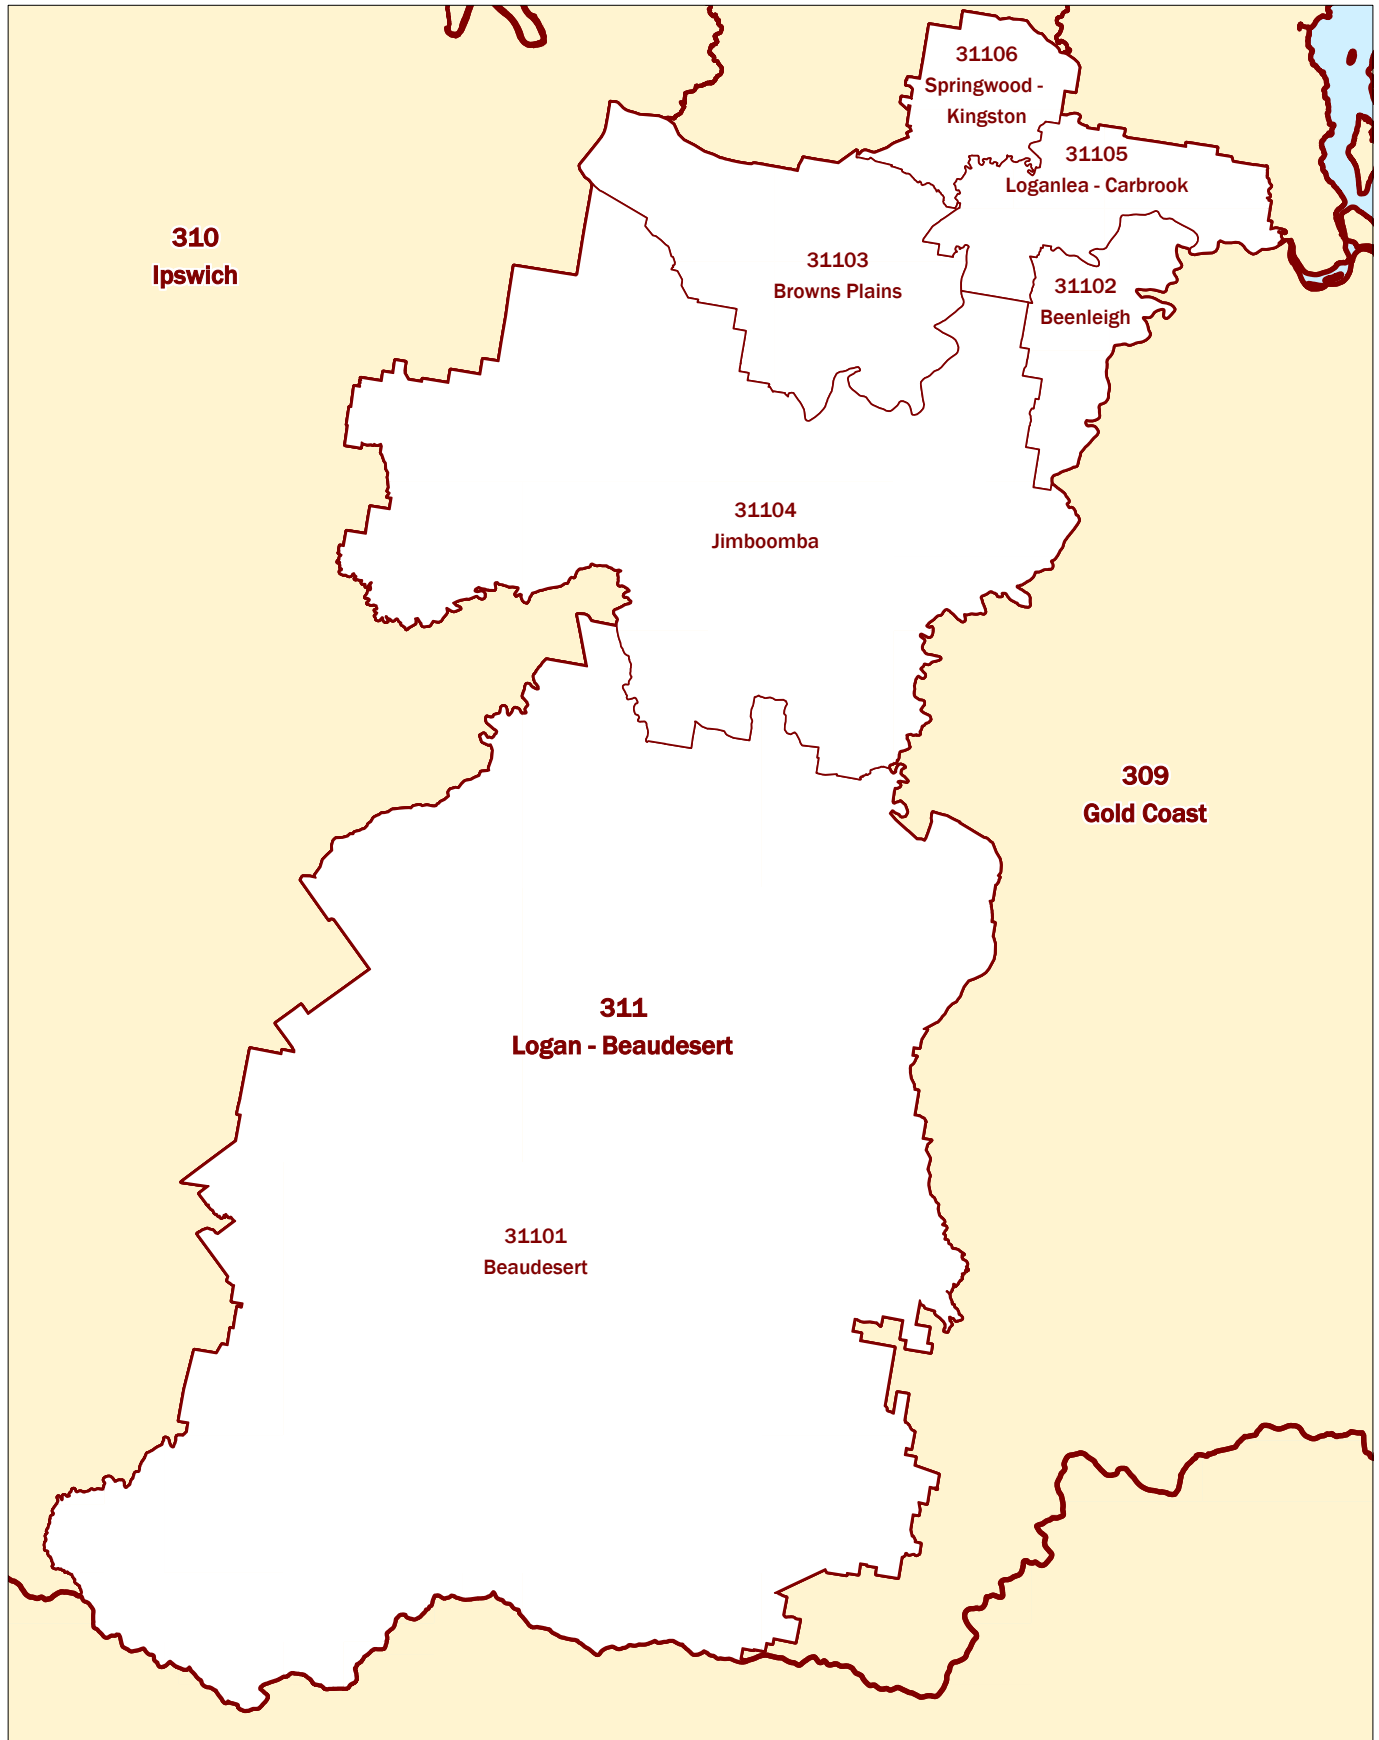 31106
Springwood -
Kingston
31105
Loganlea - Carbrook
310
Ipswich
31103
Browns Plains
31102
Beenleigh
31104
Jimboomba
309
Gold Coast
311
Logan - Beaudesert
31101
Beaudesert